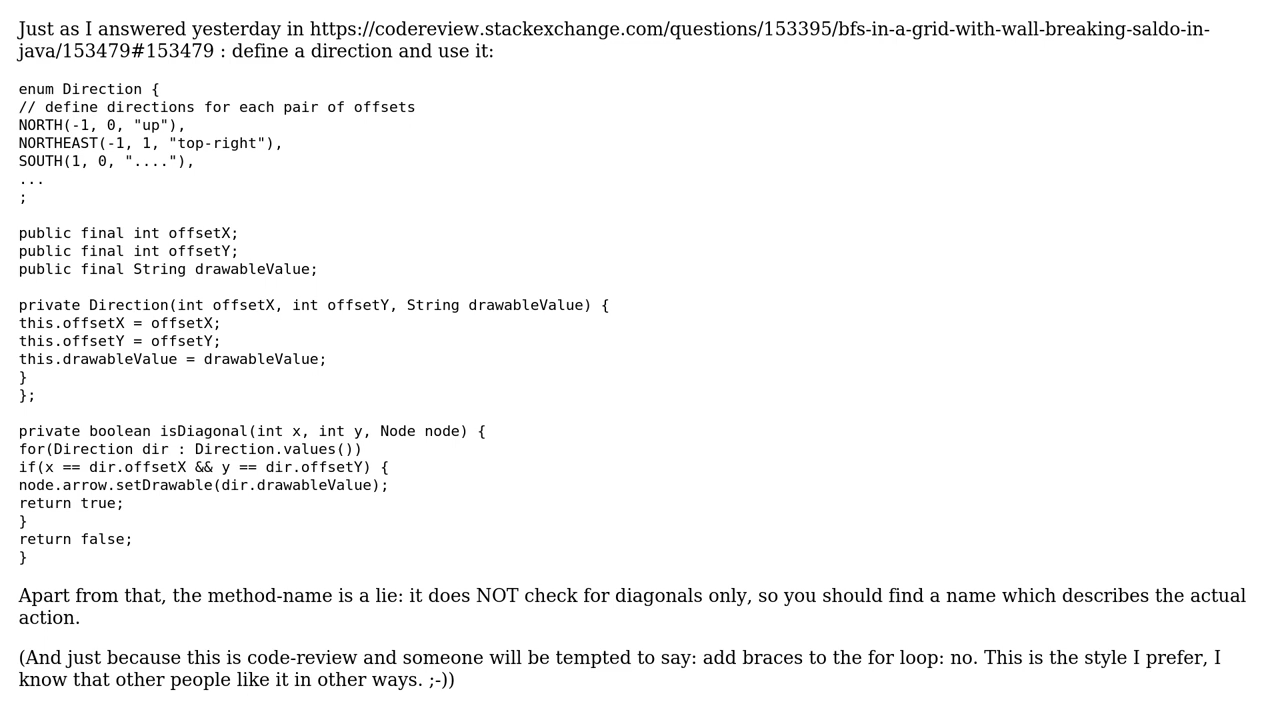 Just as I answered yesterday in https://codereview.stackexchange.com/questions/153395/bfs-in-a-grid-with-wall-breaking-saldo-in-
java/153479#153479 : define a direction and use it:
enum Direction {
// define directions for each pair of offsets
NORTH(-1, 0, "up"),
NORTHEAST(-1, 1, "top-right"),
SOUTH(1, 0, "...."),
...
;
public final int offsetX;
public final int offsetY;
public final String drawableValue;
private Direction(int offsetX, int offsetY, String drawableValue) {
this.offsetX = offsetX;
this.offsetY = offsetY;
this.drawableValue = drawableValue;
}
};
private boolean isDiagonal(int x, int y, Node node) {
for(Direction dir : Direction.values())
if(x == dir.offsetX && y == dir.offsetY) {
node.arrow.setDrawable(dir.drawableValue);
return true;
}
return false;
}
Apart from that, the method-name is a lie: it does NOT check for diagonals only, so you should find a name which describes the actual
action.
(And just because this is code-review and someone will be tempted to say: add braces to the for loop: no. This is the style I prefer, I
know that other people like it in other ways. ;-))